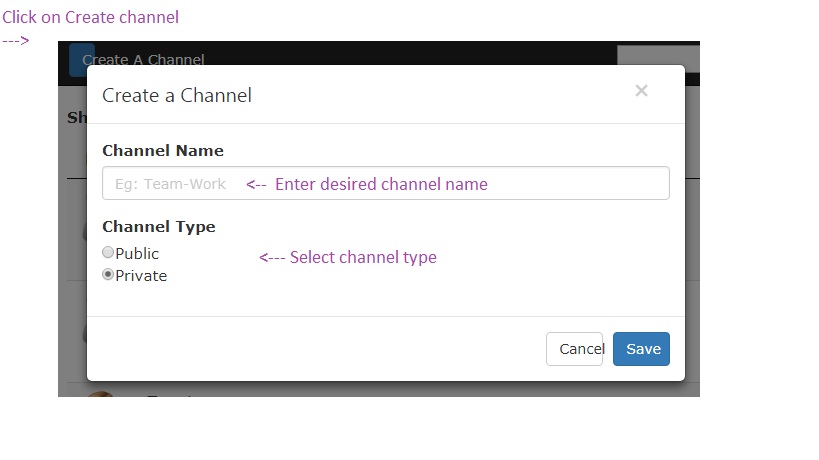 Click on Create channel
--->
Create A Channel
Create a Channel
×
Sh
Channel Name
Eg: Team-Work <-- Enter desired channel name
Channel Type
Public
<--- Select channel type
Private
Cancel Save